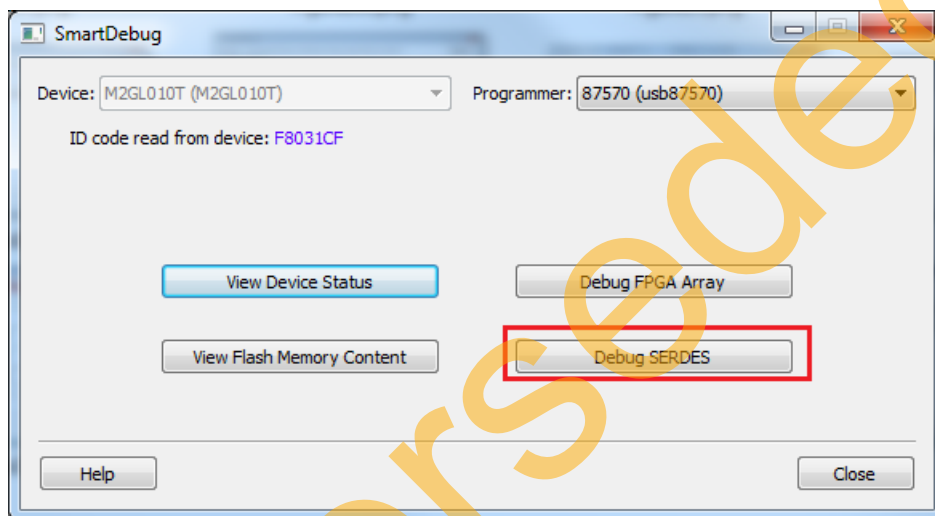 SmartDebug
Device: M2GL010T (M2GL010T) Programmer: 87570 (usb87570)
ID code read from device: F8031CF
View Device Status Debug FPGA Array
View Flash Memory Content Debug SERDES
Help Close